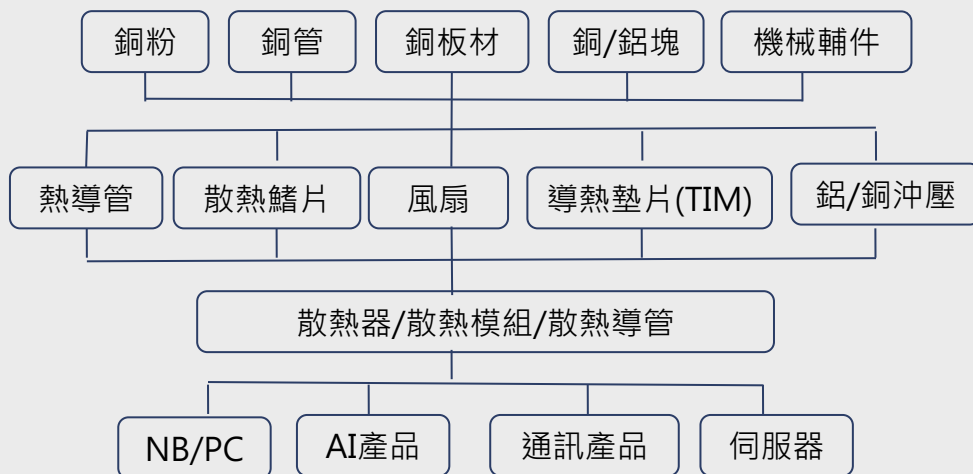 銅粉
銅管
銅板材
銅/鋁塊
機械輔件
熱導管
散熱鰭片
風扇
導熱墊片(TIM)
鋁/銅沖壓
散熱器/散熱模組/散熱導管
NB/PC
AI產品
通訊產品
伺服器